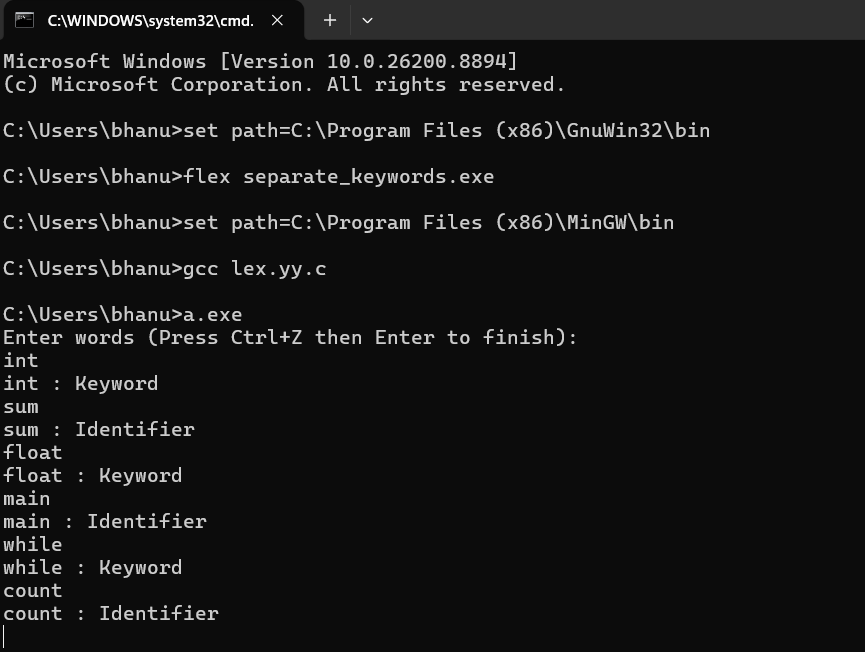 C:\WINDOWS\system32\cmd.
Microsoft Windows [Version 10.0.26200.8894]
(c) Microsoft Corporation. All rights reserved.
C:\Users\bhanu>set path=C:\Program Files (x86)\GnuWin32\bin
C:\Users\bhanu>flex separate_keywords.exe
C:\Users\bhanu>set path=C:\Program Files (x86)\MinGW\bin
C:\Users\bhanu>gcc lex.yy.c
C:\Users\bhanu>a.exe
Enter words (Press Ctrl+Z then Enter to finish):
int
int : Keyword
sum
sum : Identifier
float
float : Keyword
main
main : Identifier
while
while : Keyword
count
count : Identifier